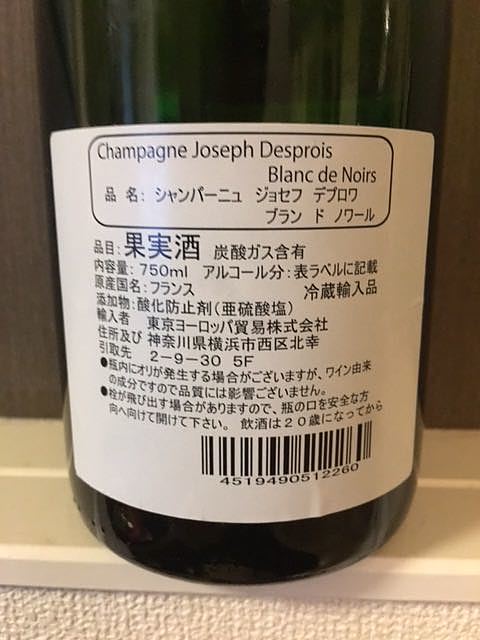 Champagne Joseph Desprois
Blanc de Noirs
品 名: シャンパーニュ ジョセフ デプロワ
ブラン ド ノワール
品目:果実酒 炭酸ガス含有
内容量: 750ml アルコール分:表ラベルに記載
原産国名:フランス 冷蔵輸入品
添加物:酸化防止剤(亜硫酸塩)
輸入者 東京ヨーロッパ貿易株式会社
住所及び 神奈川県横浜市西区北幸
引取先 2-9-30 5F
●瓶内にオリが発生する場合がございますが、ワイン由来
の成分ですので品質には影響ございません。
●栓が飛び出す場合がありますので、瓶の口を安全な方
向へ向けて開けて下さい。 飲酒は20歳になってから
4519490512260